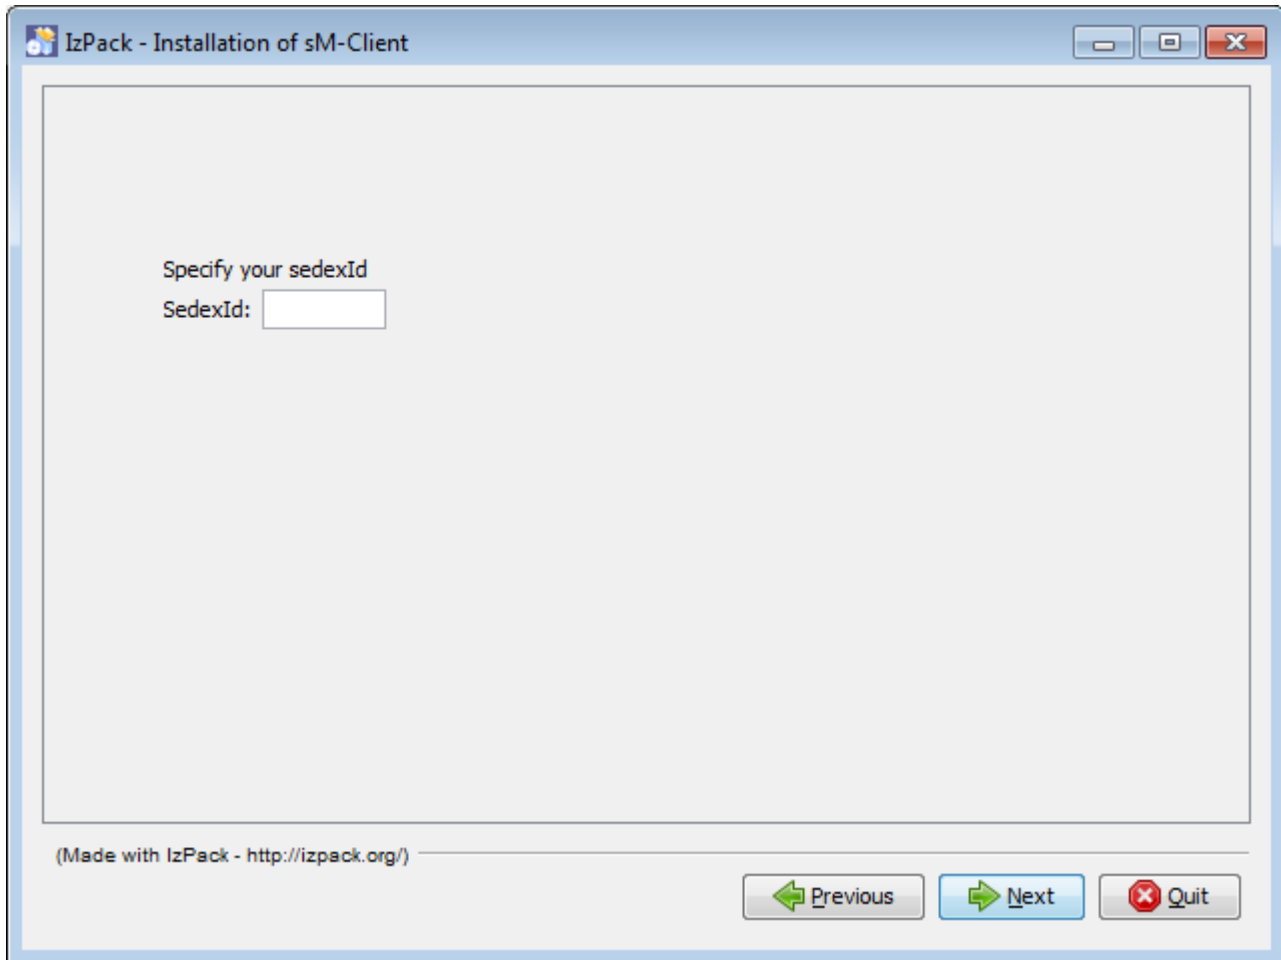 IzPack - Installation of sM-Client
Specify your sedexId
SedexId:
(Made with IzPack - http://izpack.org/)
Previous Next Quit